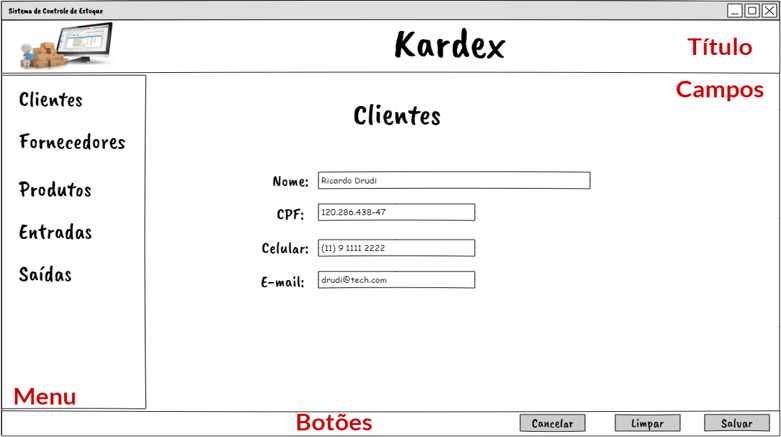 Sistema de Controle de Estoque
Kardex
Título
Campos
Clientes
Fornecedores
Produtos
Entradas
Saídas
Menu
Clientes
Nome: Ricardo Drudi
CPF: 120.286.438-47
Celular: (11) 9 1111 2222
E-mail: drudi@tech.com
Botões
Cancelar Limpar Salvar